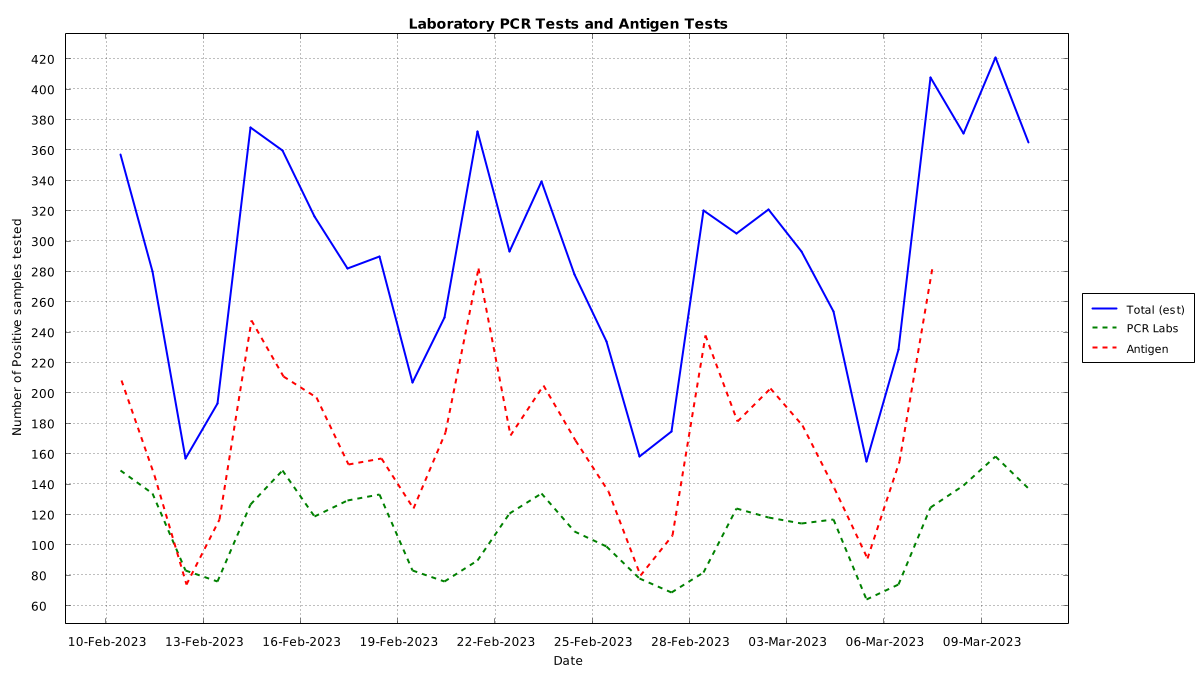 Laboratory PCR Tests and Antigen Tests
Number of Positive samples tested
420
400
380
360
340
320
300
280
260
240
220
200
180
160
140
120
100
80
60
10-Feb-2023 13-Feb-2023 16-Feb-2023 19-Feb-2023 22-Feb-2023 25-Feb-2023 28-Feb-2023 03-Mar-2023 06-Mar-2023 09-Mar-2023
Date
Total (est)
PCR Labs
Antigen